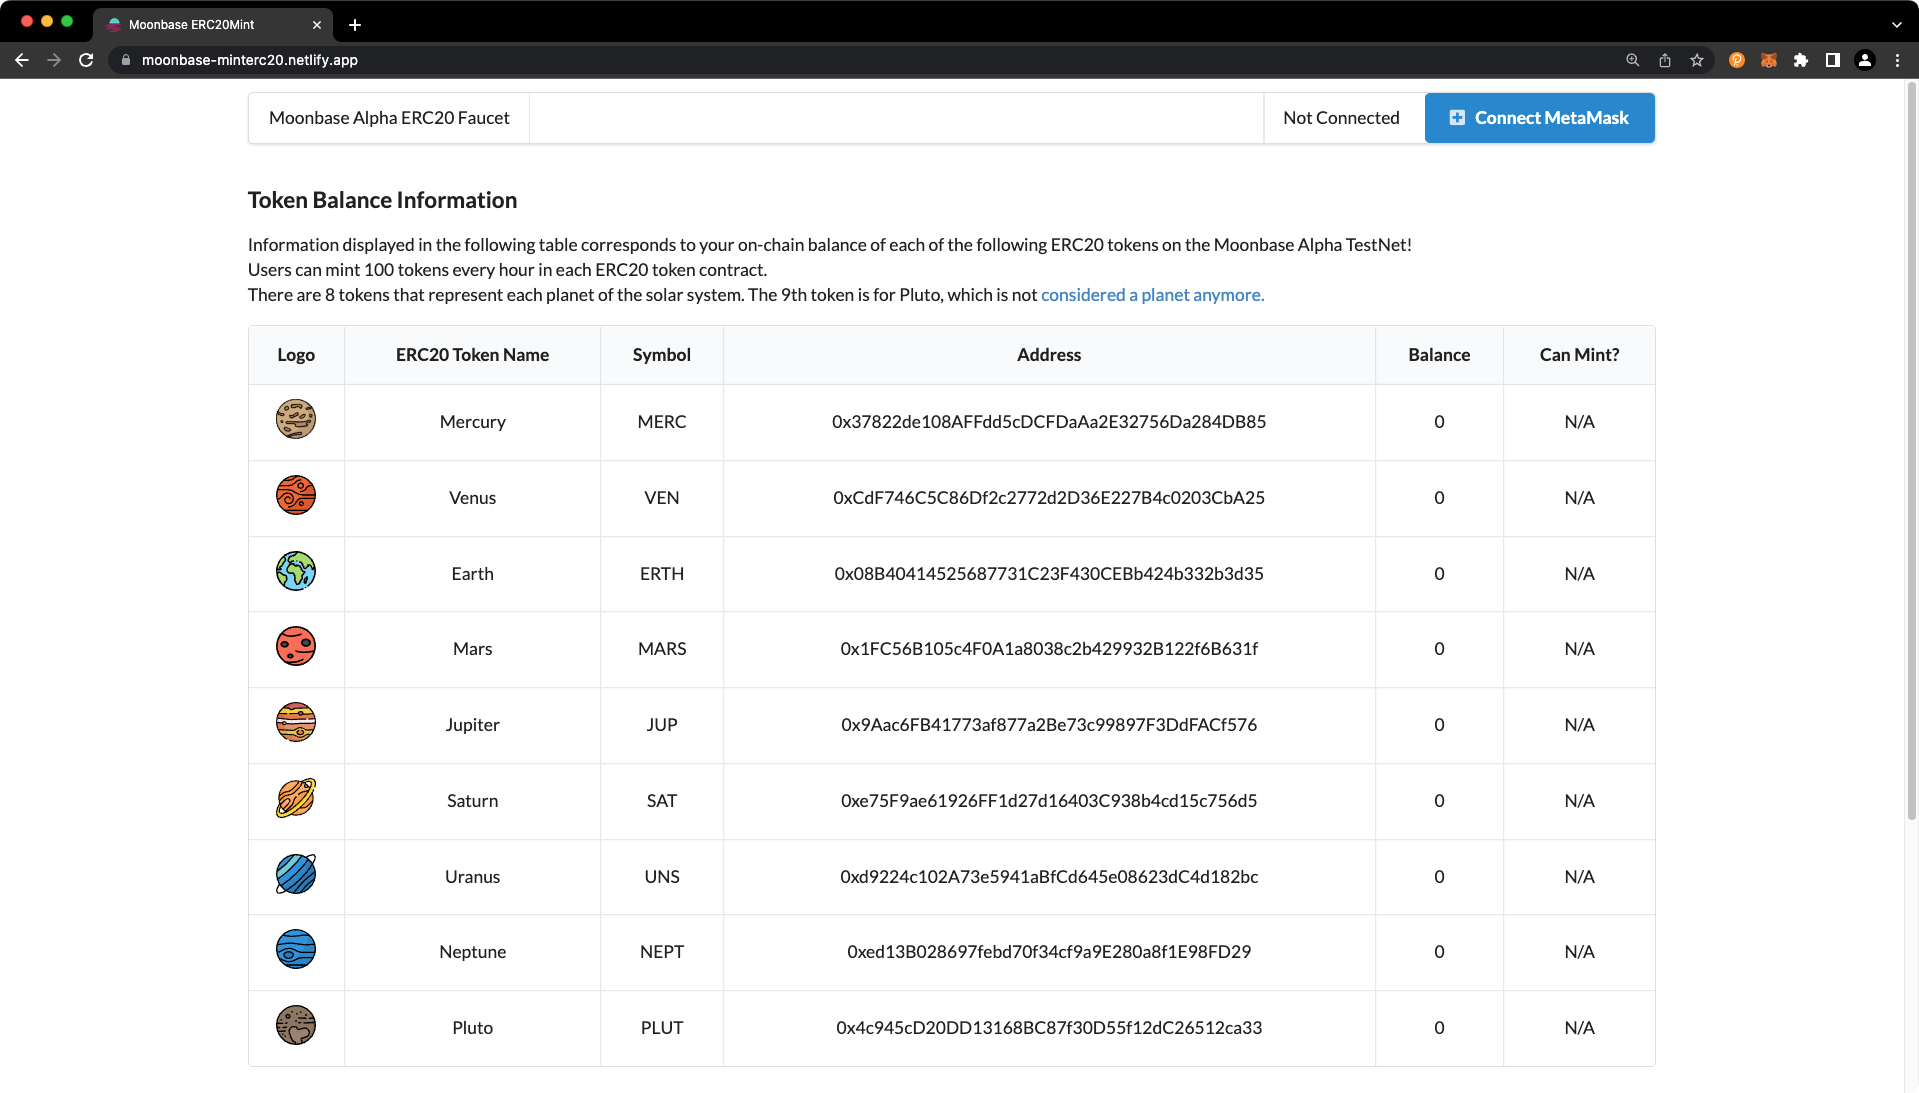 Moonbase ERC20Mint
moonbase-minterc20.netlify.app
Moonbase Alpha ERC20 Faucet Not Connected Connect MetaMask
Token Balance Information
Information displayed in the following table corresponds to your on-chain balance of each of the following ERC20 tokens on the Moonbase Alpha TestNet!
Users can mint 100 tokens every hour in each ERC20 token contract.
There are 8 tokens that represent each planet of the solar system. The 9th token is for Pluto, which is not considered a planet anymore.
Logo ERC20 Token Name Symbol Address Balance Can Mint?
Mercury MERC 0x37822de108AFFdd5cDCFDaAa2E32756Da284DB85 0 N/A
Venus VEN 0xCdF746C5C86Df2c2772d2D36E227B4c0203CbA25 0 N/A
Earth ERTH 0x08B40414525687731C23F430CEBb424b332b3d35 0 N/A
Mars MARS 0x1FC56B105c4F0A1a8038c2b429932B122f6B631f 0 N/A
Jupiter JUP 0x9Aac6FB41773af877a2Be73c99897F3DdFACf576 0 N/A
Saturn SAT 0xe75F9ae61926FF1d27d16403C938b4cd15c756d5 0 N/A
Uranus UNS 0xd9224c102A73e5941aBfCd645e08623dC4d182bc 0 N/A
Neptune NEPT 0xed13B028697febd70f34cf9a9E280a8f1E98FD29 0 N/A
Pluto PLUT 0x4c945cD20DD13168BC87f30D55f12dC26512ca33 0 N/A